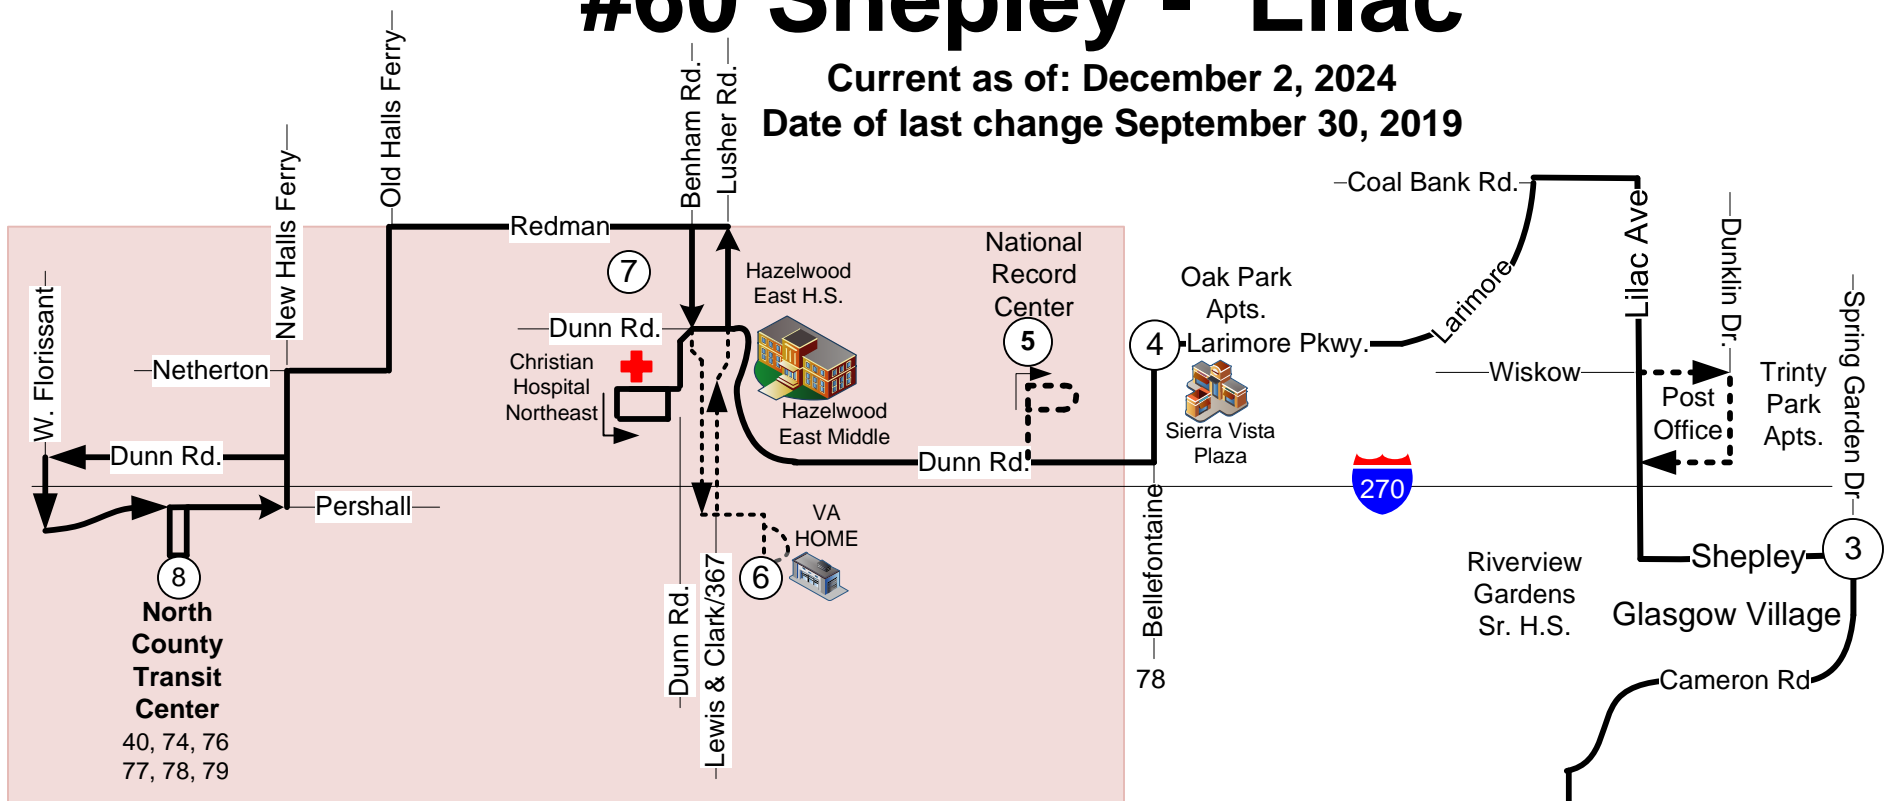 #60 Shepley - Lilac
Current as of: December 2, 2024
Date of last change September 30, 2019
Old Halls Ferry
Benham Rd.
Lusher Rd.
New Halls Ferry
Coal Bank Rd.
Lilac Ave
Dunklin Dr.
Redman
National
Record
Center
5
7
Hazelwood
East H.S.
Oak Park
Apts.
Larimore
Spring Garden Dr.
W. Florissant
Dunn Rd.
4
Larimore Pkwy.
Netherton
Christian
Hospital
Northeast
Wiskow
Post
Office
Trinty
Park
Apts.
Hazelwood
East Middle
Sierra Vista
Plaza
Dunn Rd.
Dunn Rd.
270
Pershall
VA
HOME
6
Bellefontaine
78
Shepley
3
Riverview
Gardens
Sr. H.S.
Glasgow Village
Cameron Rd
Dunn Rd.
Lewis & Clark/367
8
North
County
Transit
Center
40, 74, 76
77, 78, 79